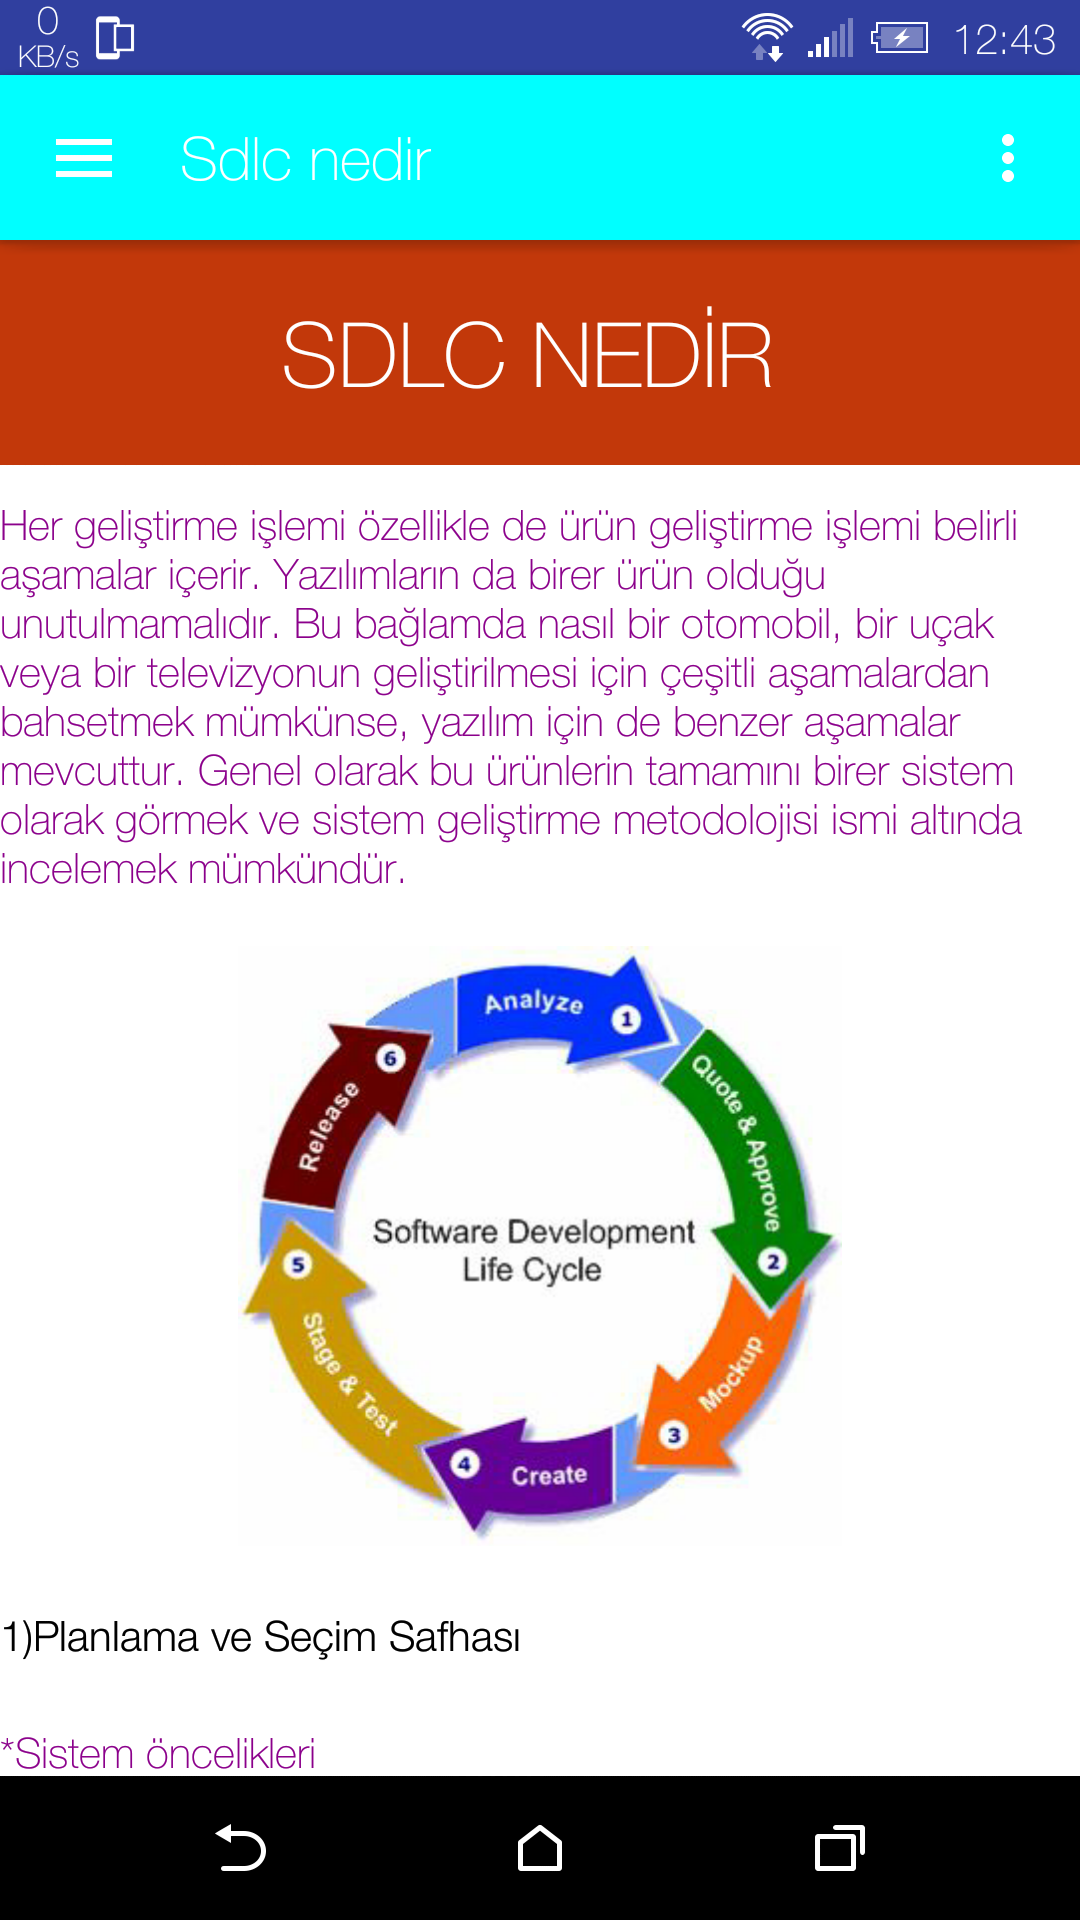 0
KB/s
12:43
Sdlc nedir
SDLC NEDİR
Her geliştirme işlemi özellikle de ürün geliştirme işlemi belirli
aşamalar içerir. Yazılımların da birer ürün olduğu
unutulmamalıdır. Bu bağlamda nasıl bir otomobil, bir uçak
veya bir televizyonun geliştirilmesi için çeşitli aşamalardan
bahsetmek mümkünse, yazılım için de benzer aşamalar
mevcuttur. Genel olarak bu ürünlerin tamamını birer sistem
olarak görmek ve sistem geliştirme metodolojisi ismi altında
incelemek mümkündür.
Analyze 1
Quote & Approve 2
Mockup 3
Create 4
Stage & Test 5
Release 6
Software Development
Life Cycle
1)Planlama ve Seçim Safhası
*Sistem öncelikleri